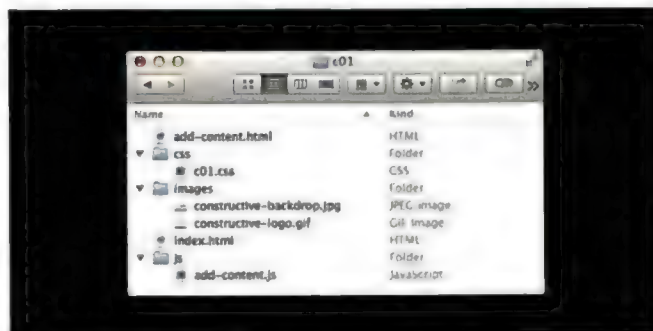 c01
Name Kind
add-content.html HTML
css Folder
c01.css CSS
images Folder
constructive-backdrop.jpg JPEG image
constructive-logo.gif GIF image
index.html HTML
js Folder
add-content.js JavaScript